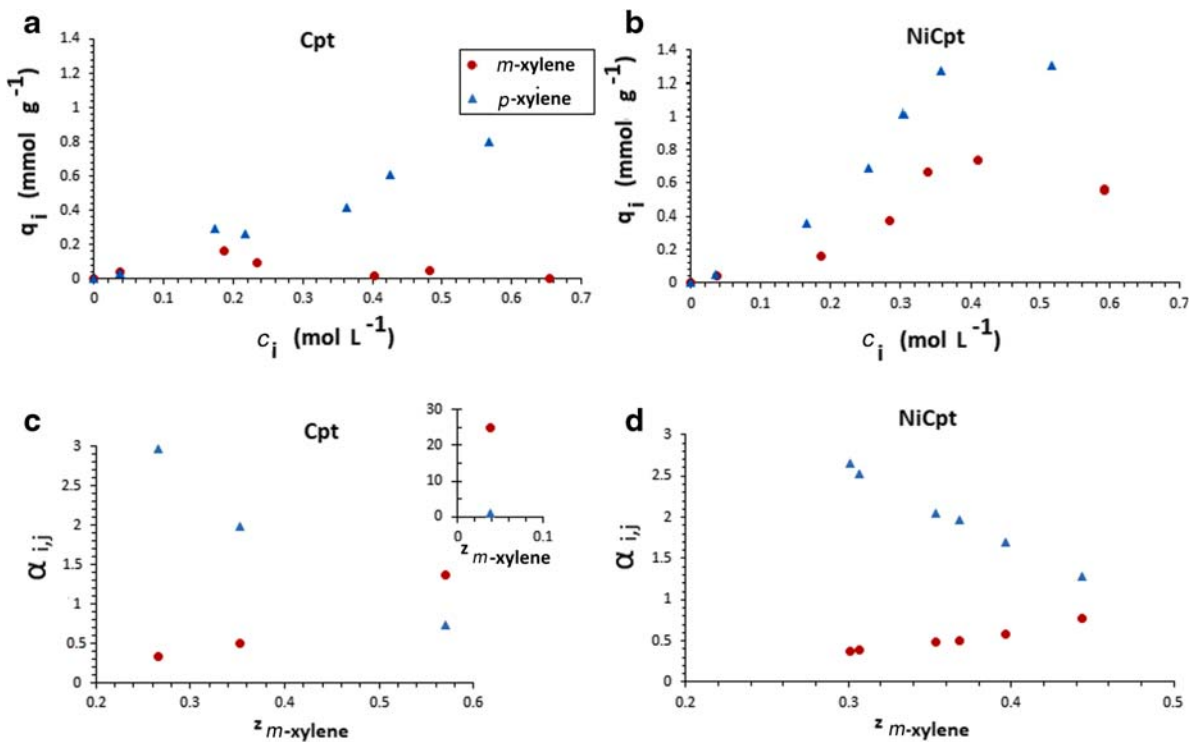 a
Cpt
m-xylene
p-xylene
1.4
1.2
1
0.8
0.6
0.4
0.2
0
q i (mmol g -1)
0 0.1 0.2 0.3 0.4 0.5 0.6 0.7
c i (mol L -1)
b
NiCpt
1.4
1.2
1
0.8
0.6
0.4
0.2
0
q i (mmol g -1)
0 0.1 0.2 0.3 0.4 0.5 0.6 0.7
c i (mol L -1)
c
Cpt
3
2.5
2
1.5
1
0.5
0
α i,j
0.2 0.3 0.4 0.5 0.6
z m-xylene
30
20
10
0
0 0.1
z m-xylene
d
NiCpt
3
2.5
2
1.5
1
0.5
0
α i,j
0.2 0.3 0.4 0.5
z m-xylene